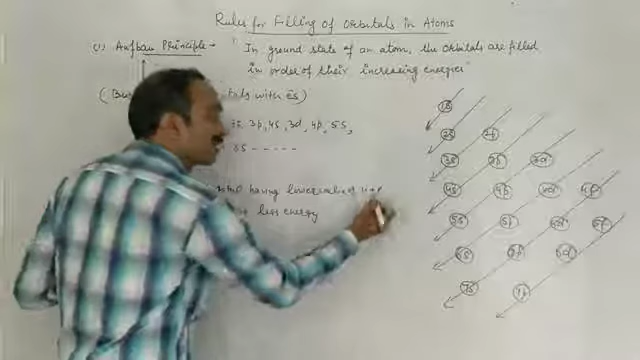 Rules for Filling of Orbitals in Atoms
(1) Aufbau Principle → " In ground state of an atom, the orbitals are filled
in order of their increasing energies"
with es)
3s, 3p, 4s, 3d, 4p, 5s,
6s - - - - -
having lower value of n+l
less energy
1s
2s 2p
3s 3p 3d
4s 4p 4d 4f
5s 5p 5d 5f
6s 6p 6d
7s 7p